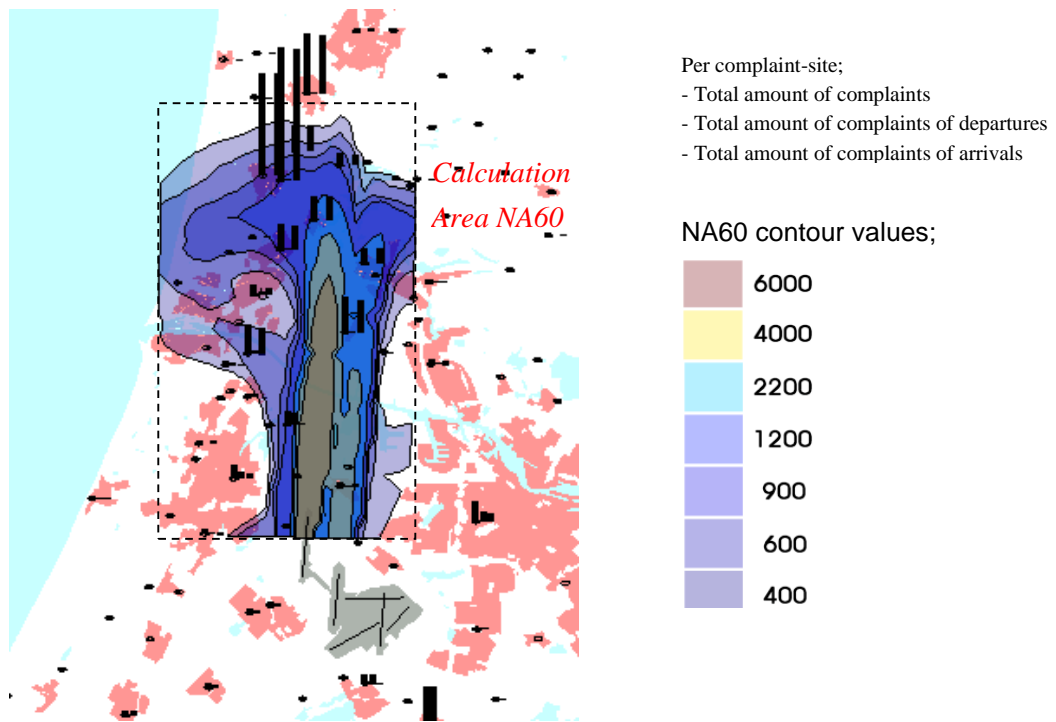 Calculation
Area NA60
Per complaint-site;
- Total amount of complaints
- Total amount of complaints of departures
- Total amount of complaints of arrivals
NA60 contour values;
6000
4000
2200
1200
900
600
400